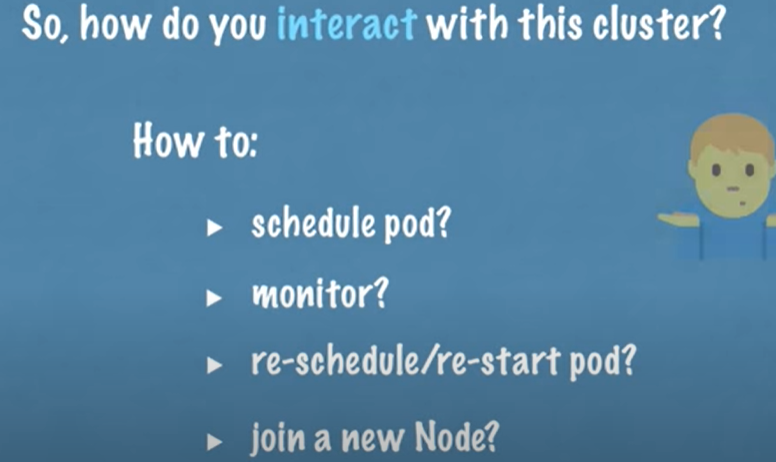 So, how do you interact with this cluster?
How to:
▶ schedule pod?
▶ monitor?
▶ re-schedule/re-start pod?
▶ join a new Node?